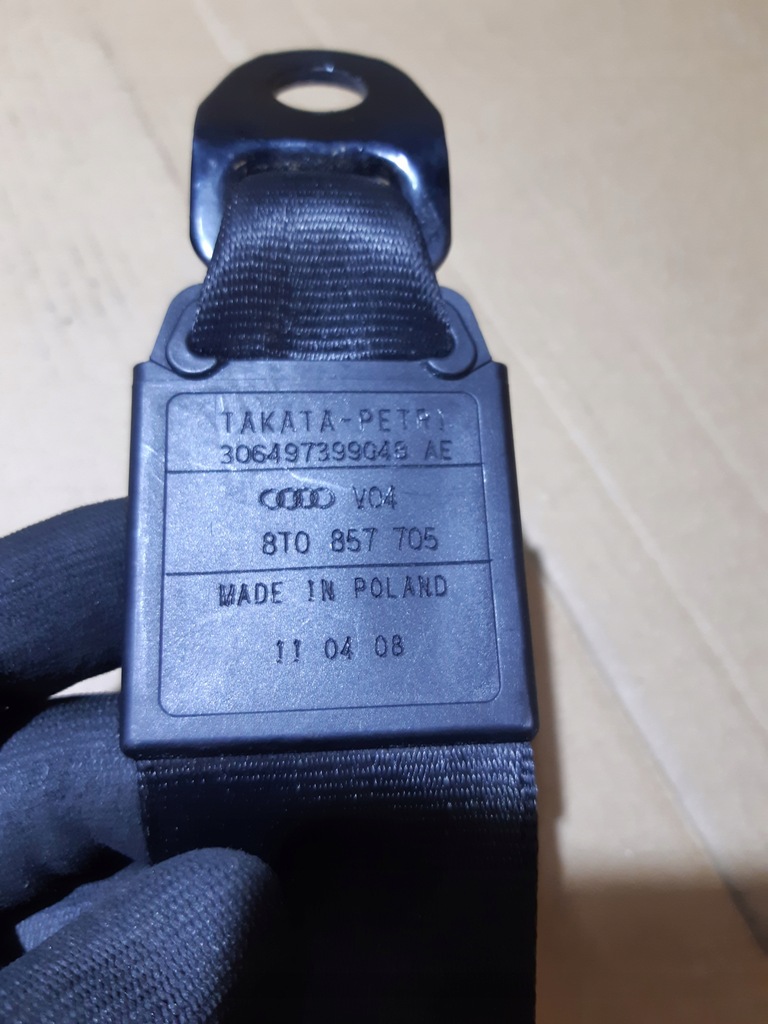 TAKATA-PETRI
306497399049 AE
V04
8T0 857 705
MADE IN POLAND
11 04 08